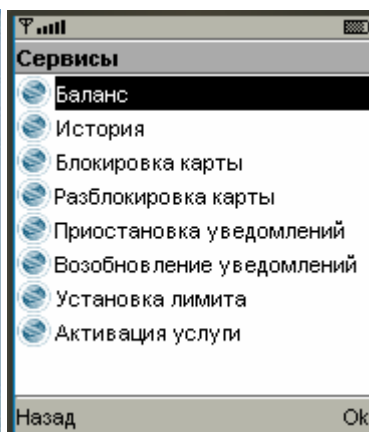 Сервисы
Баланс
История
Блокировка карты
Разблокировка карты
Приостановка уведомлений
Возобновление уведомлений
Установка лимита
Активация услуги
Назад Ok